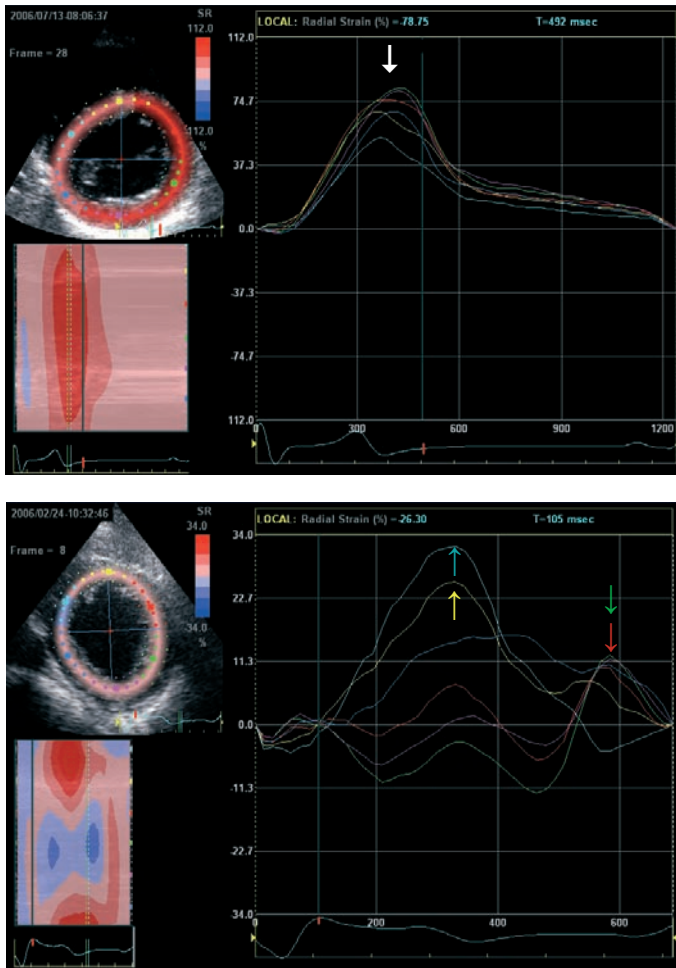 2006/07/13-08:06:37
SR
112.0
Frame = 28
112.0
%
LOCAL: Radial Strain (%) =-78.75 T=492 msec
112.0
74.7
37.3
0.0
-37.3
-74.7
112.0
0 300 600 900 1200
2006/02/24-10:32:46
SR
34.0
Frame = 8
34.0
%
LOCAL: Radial Strain (%) =-26.30 T=105 msec
34.0
22.7
11.3
0.0
-11.3
-22.7
34.0
200 400 600